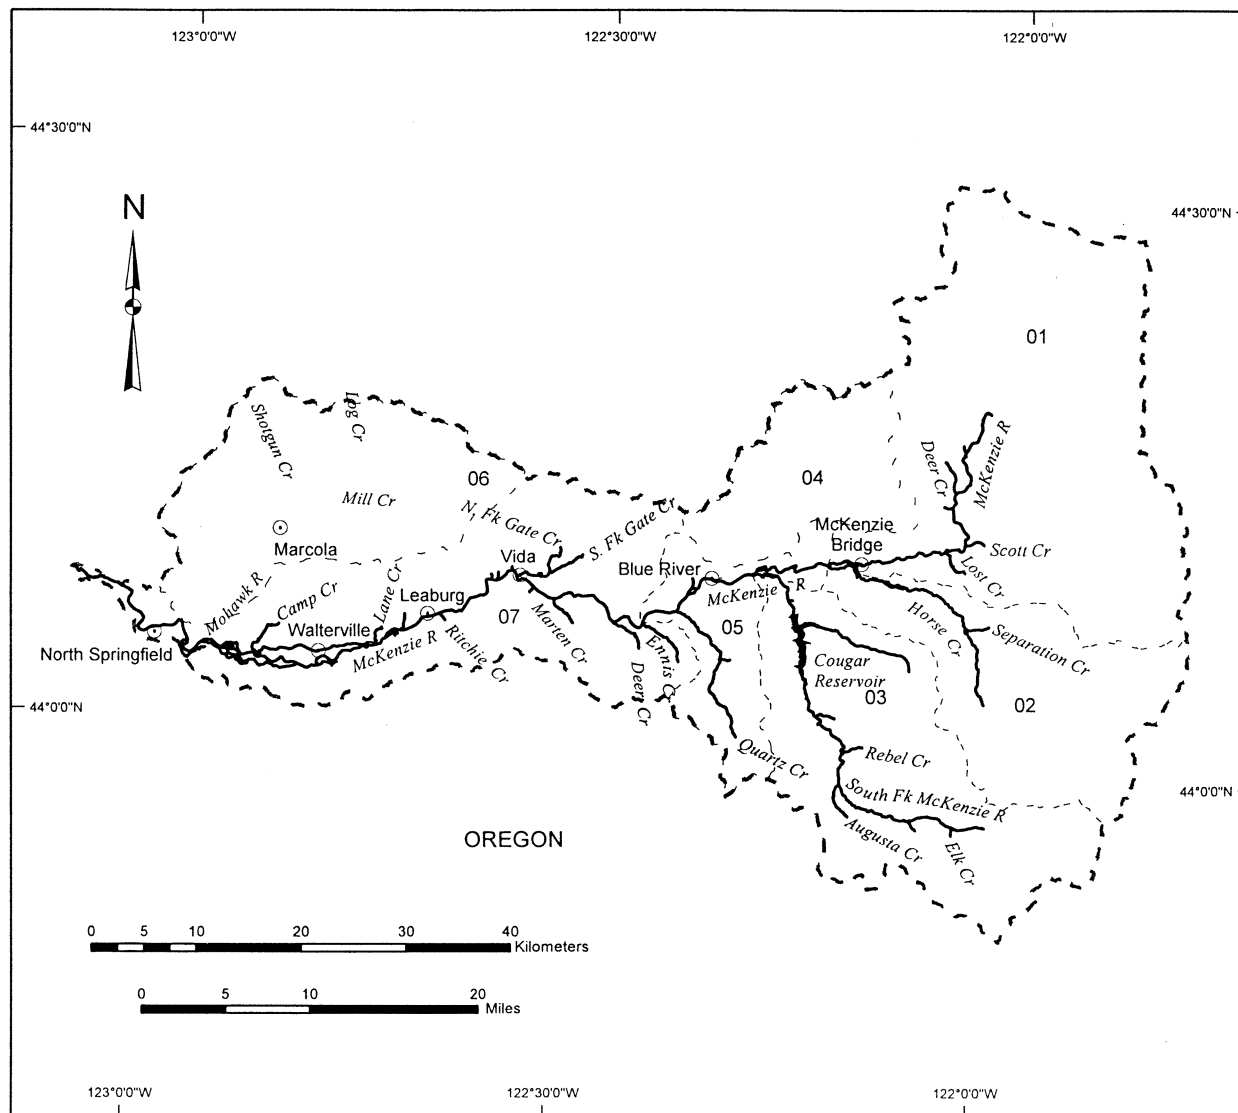 123°0'0"W
122°30'0"W
122°0'0"W
44°30'0"N
N
44°30'0"N
01
Shotgun Cr
Log Cr
06
04
Deer Cr
McKenzie R
Mill Cr
N. Fk Gate Cr
S. Fk Gate Cr
McKenzie
Bridge
Marcola
Vida
Blue River
Scott Cr
Lost Cr
Mohawk R
Camp Cr
Lane Cr
Leaburg
McKenzie R
Horse Cr
Walterville
07
Marten Cr
05
Separation Cr
North Springfield
McKenzie R
Ritchie Cr
Ennis Cr
Deer Cr
Cougar
Reservoir
03
02
44°0'0"N
Quartz Cr
Rebel Cr
South Fk McKenzie R
44°0'0"N
Augusta Cr
Elk Cr
OREGON
0 5 10 20 30 40
Kilometers
0 5 10 20
Miles
123°0'0"W
122°30'0"W
122°0'0"W